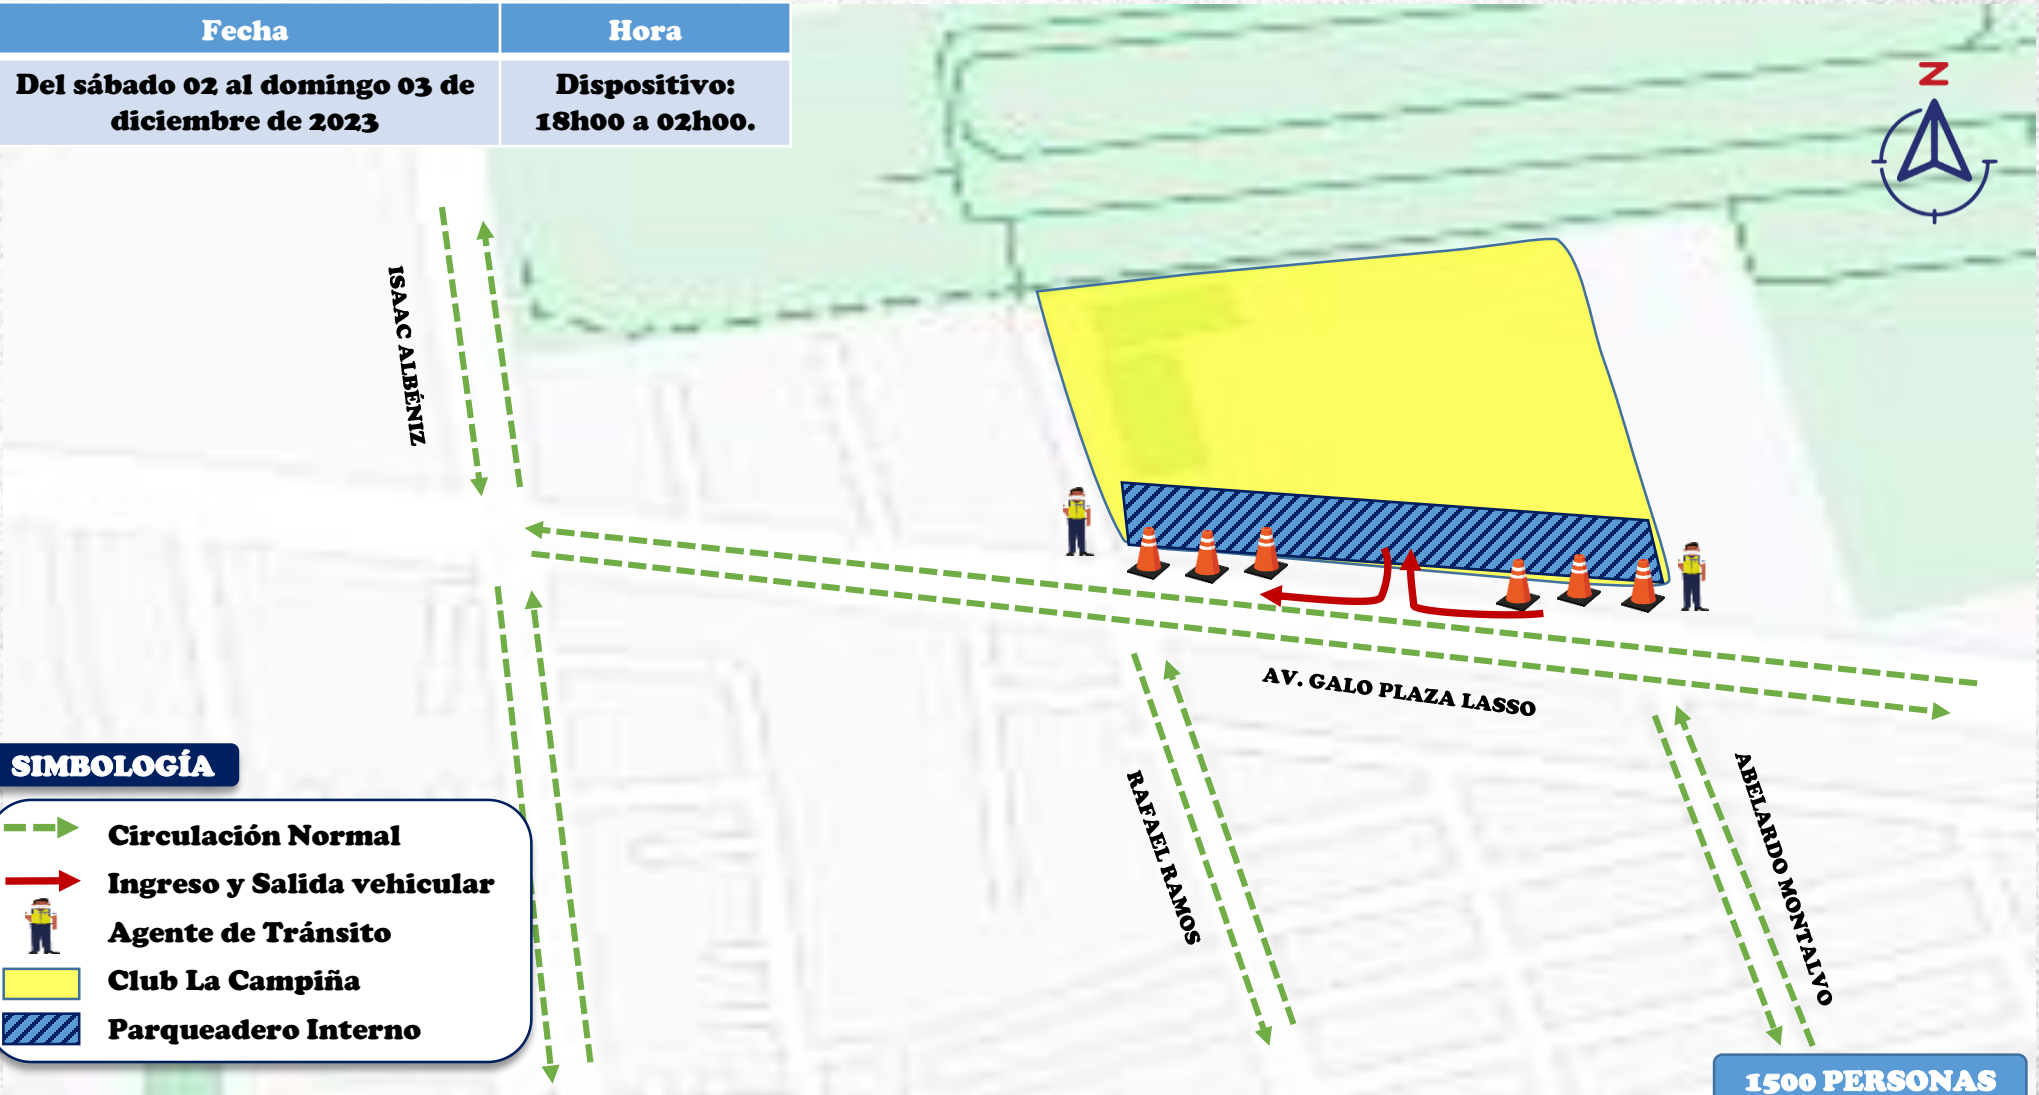 Fecha
Hora
Del sábado 02 al domingo 03 de
diciembre de 2023
Dispositivo:
18h00 a 02h00.
N
ISAAC ALBÉNIZ
AV. GALO PLAZA LASSO
RAFAEL RAMOS
ABELARDO MONTALVO
SIMBOLOGÍA
Circulación Normal
Ingreso y Salida vehicular
Agente de Tránsito
Club La Campiña
Parqueadero Interno
1500 PERSONAS